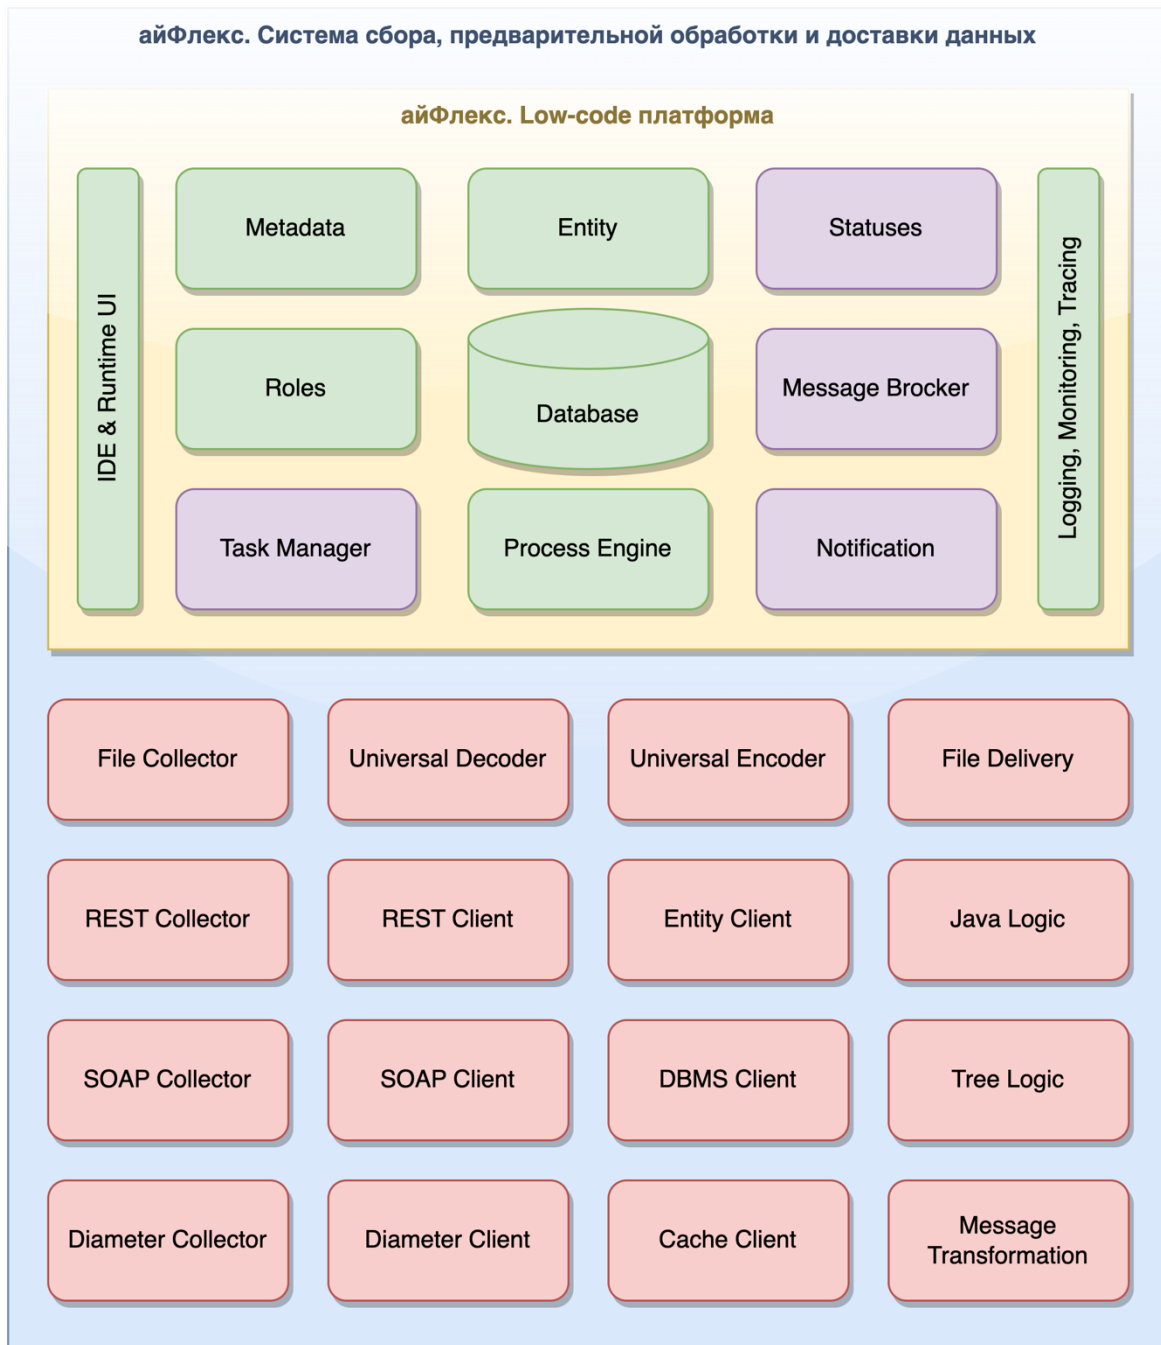 айФлекс. Система сбора, предварительной обработки и доставки данных
айФлекс. Low-code платформа
IDE & Runtime UI
Metadata
Entity
Statuses
Logging, Monitoring, Tracing
Roles
Database
Message Brocker
Task Manager
Process Engine
Notification
File Collector
Universal Decoder
Universal Encoder
File Delivery
REST Collector
REST Client
Entity Client
Java Logic
SOAP Collector
SOAP Client
DBMS Client
Tree Logic
Diameter Collector
Diameter Client
Cache Client
Message
Transformation